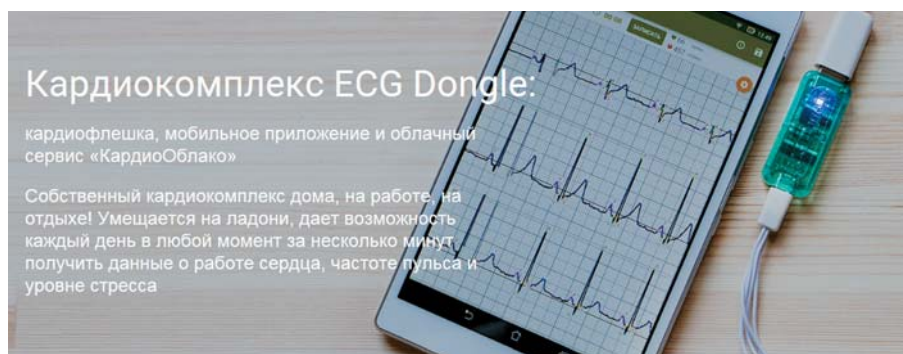 Кардиокомплекс ECG Dongle:
кардиофлешка, мобильное приложение и облачный
сервис «КардиоОблако»
Собственный кардиокомплекс дома, на работе, на
отдыхе! Умещается на ладони, дает возможность
каждый день в любой момент за несколько минут
получить данные о работе сердца, частоте пульса и
уровне стресса
ЗАПИСАТЬ